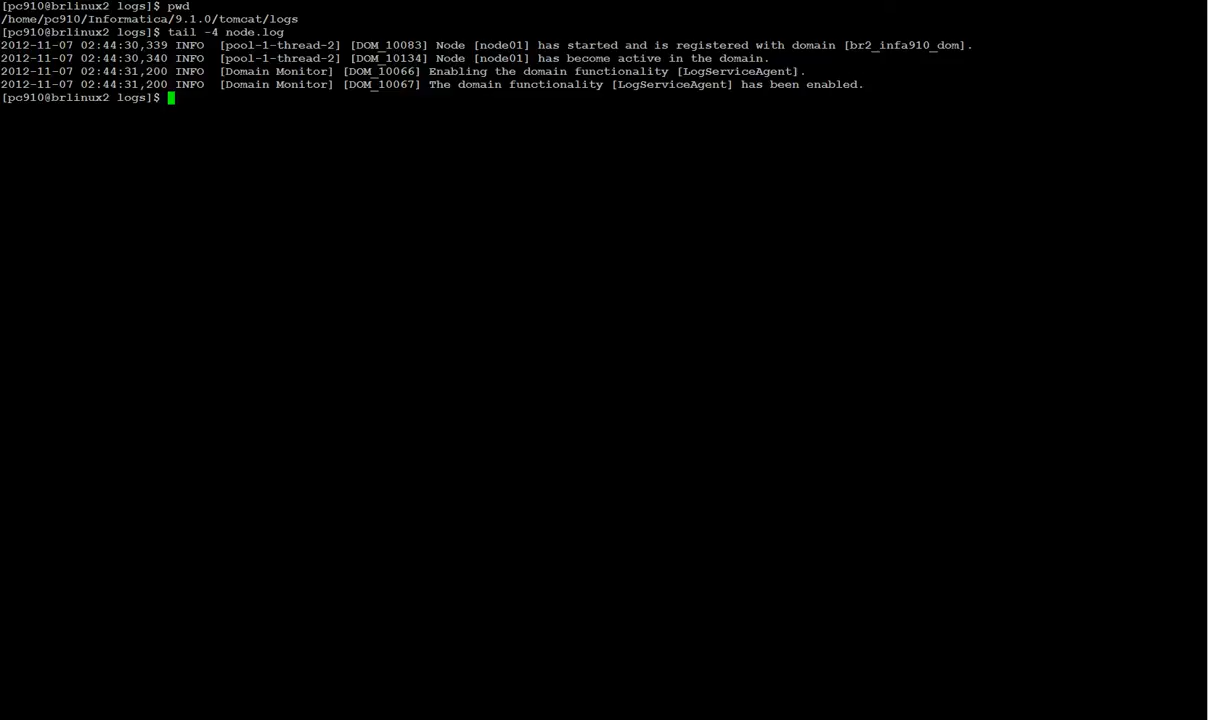 [pc910@brlinux2 logs]$ pwd
/home/pc910/Informatica/9.1.0/tomcat/logs
[pc910@brlinux2 logs]$ tail -4 node.log
2012-11-07 02:44:30,339 INFO  [pool-1-thread-2] [DOM_10083] Node [node01] has started and is registered with domain [br2_infa910_dom].
2012-11-07 02:44:30,340 INFO  [pool-1-thread-2] [DOM_10134] Node [node01] has become active in the domain.
2012-11-07 02:44:31,200 INFO  [Domain Monitor] [DOM_10066] Enabling the domain functionality [LogServiceAgent].
2012-11-07 02:44:31,200 INFO  [Domain Monitor] [DOM_10067] The domain functionality [LogServiceAgent] has been enabled.
[pc910@brlinux2 logs]$